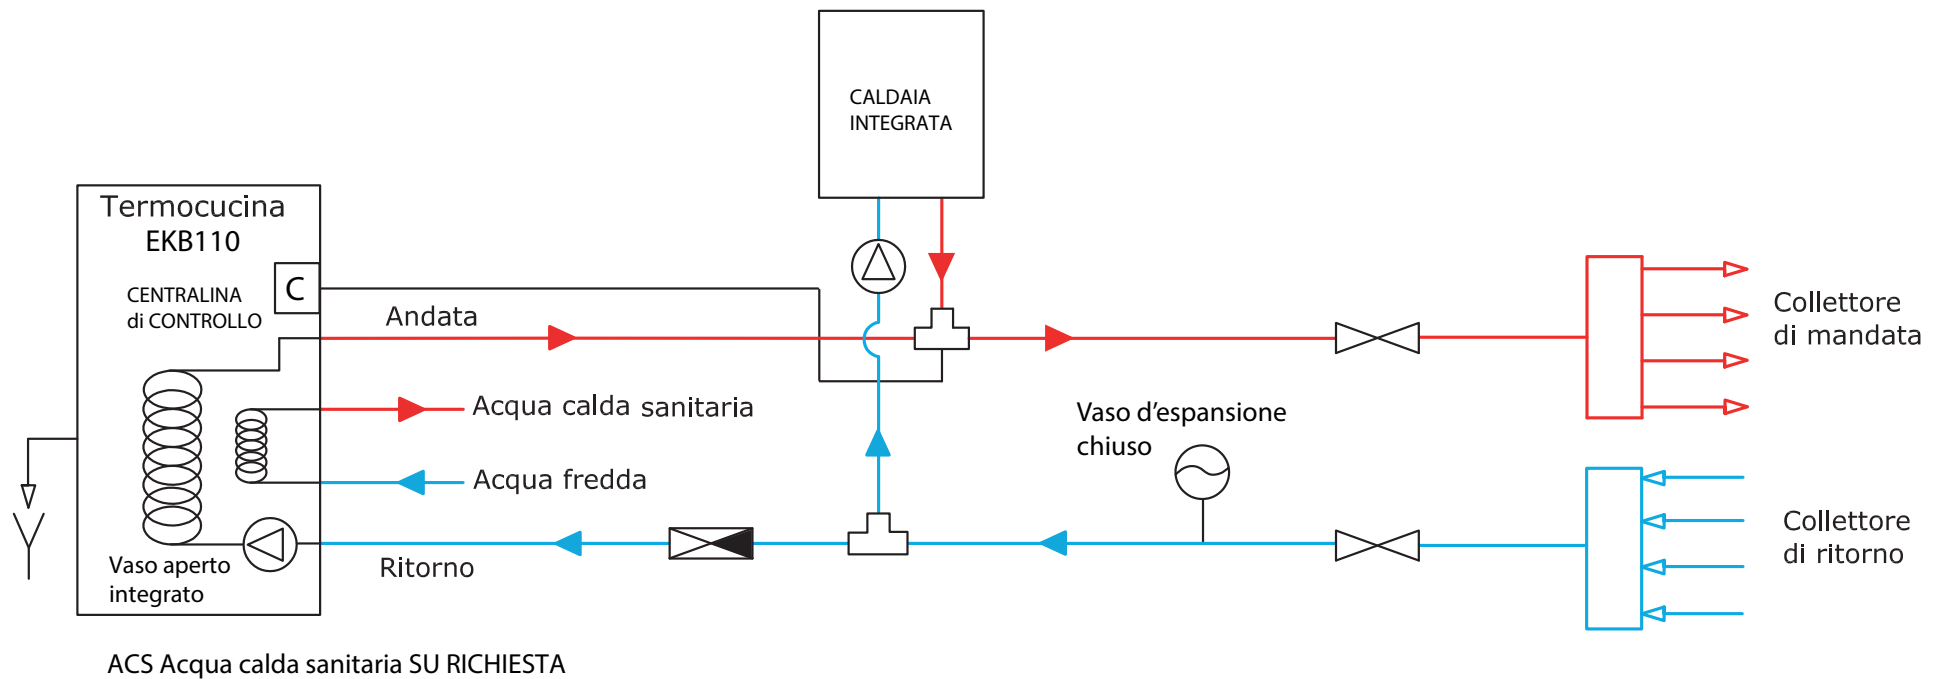 CALDAIA
INTEGRATA
Termocucina
EKB110
C
CENTRALINA
di CONTROLLO
Andata
Collettore
di mandata
Acqua calda sanitaria
Vaso d'espansione
chiuso
Acqua fredda
Collettore
di ritorno
Ritorno
Vaso aperto
integrato
ACS Acqua calda sanitaria SU RICHIESTA